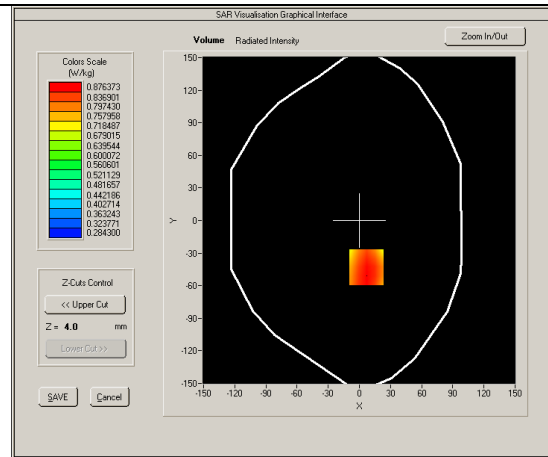 SAR Visualisation Graphical Interface
Volume Radiated Intensity
Zoom In/Out
Colors Scale
(W/kg)
0.876373
0.836901
0.797430
0.757958
0.718487
0.679015
0.639544
0.600072
0.560601
0.521129
0.481657
0.442186
0.402714
0.363243
0.323771
0.284300
Z-Cuts Control
<< Upper Cut
Z = 4.0 mm
Lower Cut >>
SAVE Cancel
150
120
90
60
30
0
-30
-60
-90
-120
-150
Y
-150 -120 -90 -60 -30 0 30 60 90 120 150
X